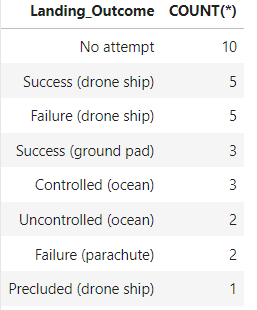 Landing_Outcome COUNT(*)
No attempt 10
Success (drone ship) 5
Failure (drone ship) 5
Success (ground pad) 3
Controlled (ocean) 3
Uncontrolled (ocean) 2
Failure (parachute) 2
Precluded (drone ship) 1